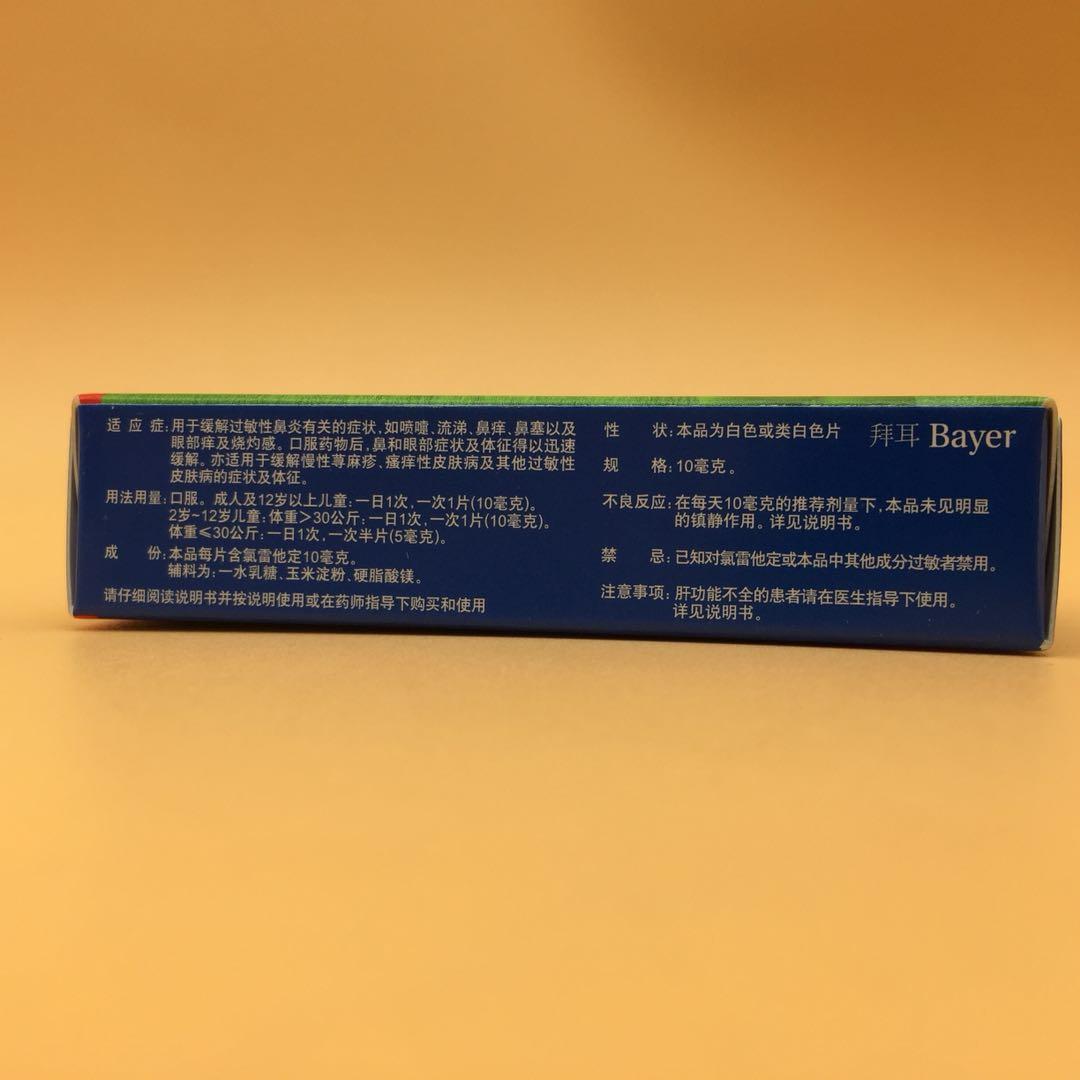 适应症:用于缓解过敏性鼻炎有关的症状,如喷嚏、流涕、鼻痒、鼻塞以及
眼部痒及烧灼感。口服药物后,鼻和眼部症状及体征得以迅速
缓解。亦适用于缓解慢性荨麻疹、瘙痒性皮肤病及其他过敏性
皮肤病的症状及体征。
用法用量:口服。成人及12岁以上儿童:一日1次,一次1片(10毫克)。
2岁~12岁儿童:体重>30公斤:一日1次,一次1片(10毫克)。
体重≤30公斤:一日1次,一次半片(5毫克)。
成份:本品每片含氯雷他定10毫克。
辅料为:一水乳糖、玉米淀粉、硬脂酸镁。
请仔细阅读说明书并按说明使用或在药师指导下购买和使用
性状:本品为白色或类白色片
规格:10毫克。
不良反应:在每天10毫克的推荐剂量下,本品未见明显
的镇静作用。详见说明书。
禁忌:已知对氯雷他定或本品中其他成分过敏者禁用。
注意事项:肝功能不全的患者请在医生指导下使用。
详见说明书。
拜耳 Bayer